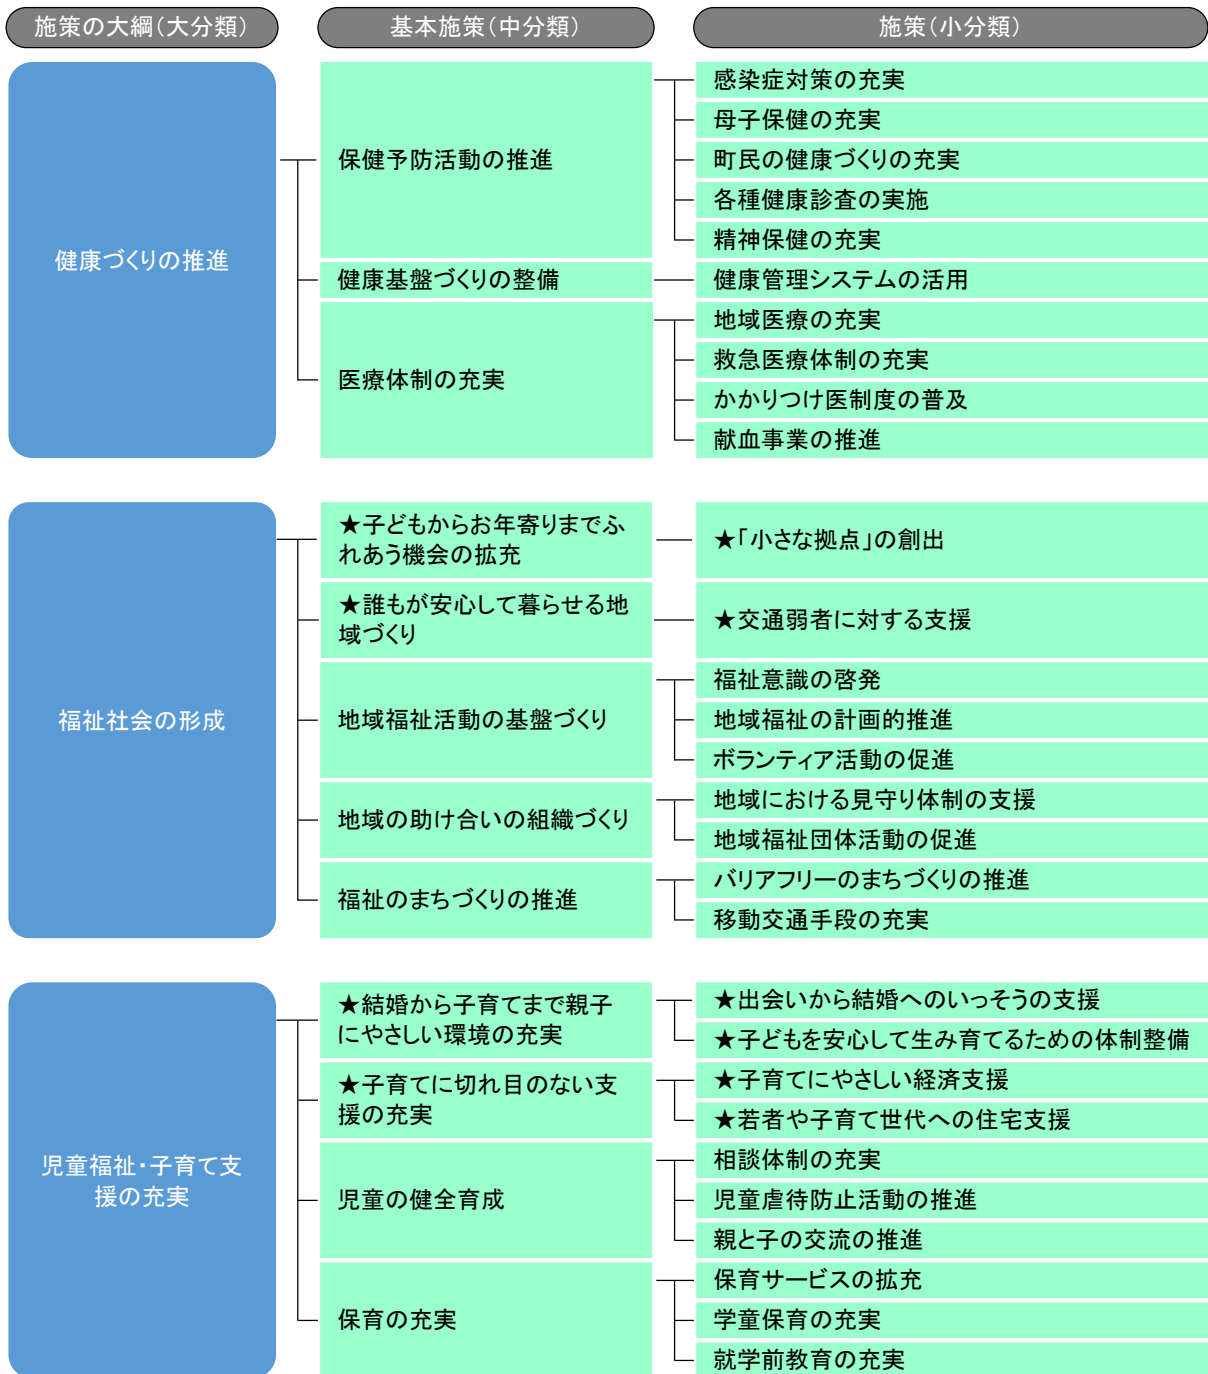 施策の大綱(大分類)
基本施策(中分類)
施策(小分類)
健康づくりの推進
保健予防活動の推進
感染症対策の充実
母子保健の充実
町民の健康づくりの充実
各種健康診査の実施
精神保健の充実
健康基盤づくりの整備
健康管理システムの活用
医療体制の充実
地域医療の充実
救急医療体制の充実
かかりつけ医制度の普及
献血事業の推進
福祉社会の形成
★子どもからお年寄りまでふ
れあう機会の拡充
★「小さな拠点」の創出
★誰もが安心して暮らせる地
域づくり
★交通弱者に対する支援
地域福祉活動の基盤づくり
福祉意識の啓発
地域福祉の計画的推進
ボランティア活動の促進
地域の助け合いの組織づくり
地域における見守り体制の支援
地域福祉団体活動の促進
福祉のまちづくりの推進
バリアフリーのまちづくりの推進
移動交通手段の充実
児童福祉・子育て支
援の充実
★結婚から子育てまで親子
にやさしい環境の充実
★出会いから結婚へのいっそうの支援
★子どもを安心して生み育てるための体制整備
★子育てに切れ目のない支
援の充実
★子育てにやさしい経済支援
★若者や子育て世代への住宅支援
児童の健全育成
相談体制の充実
児童虐待防止活動の推進
親と子の交流の推進
保育の充実
保育サービスの拡充
学童保育の充実
就学前教育の充実